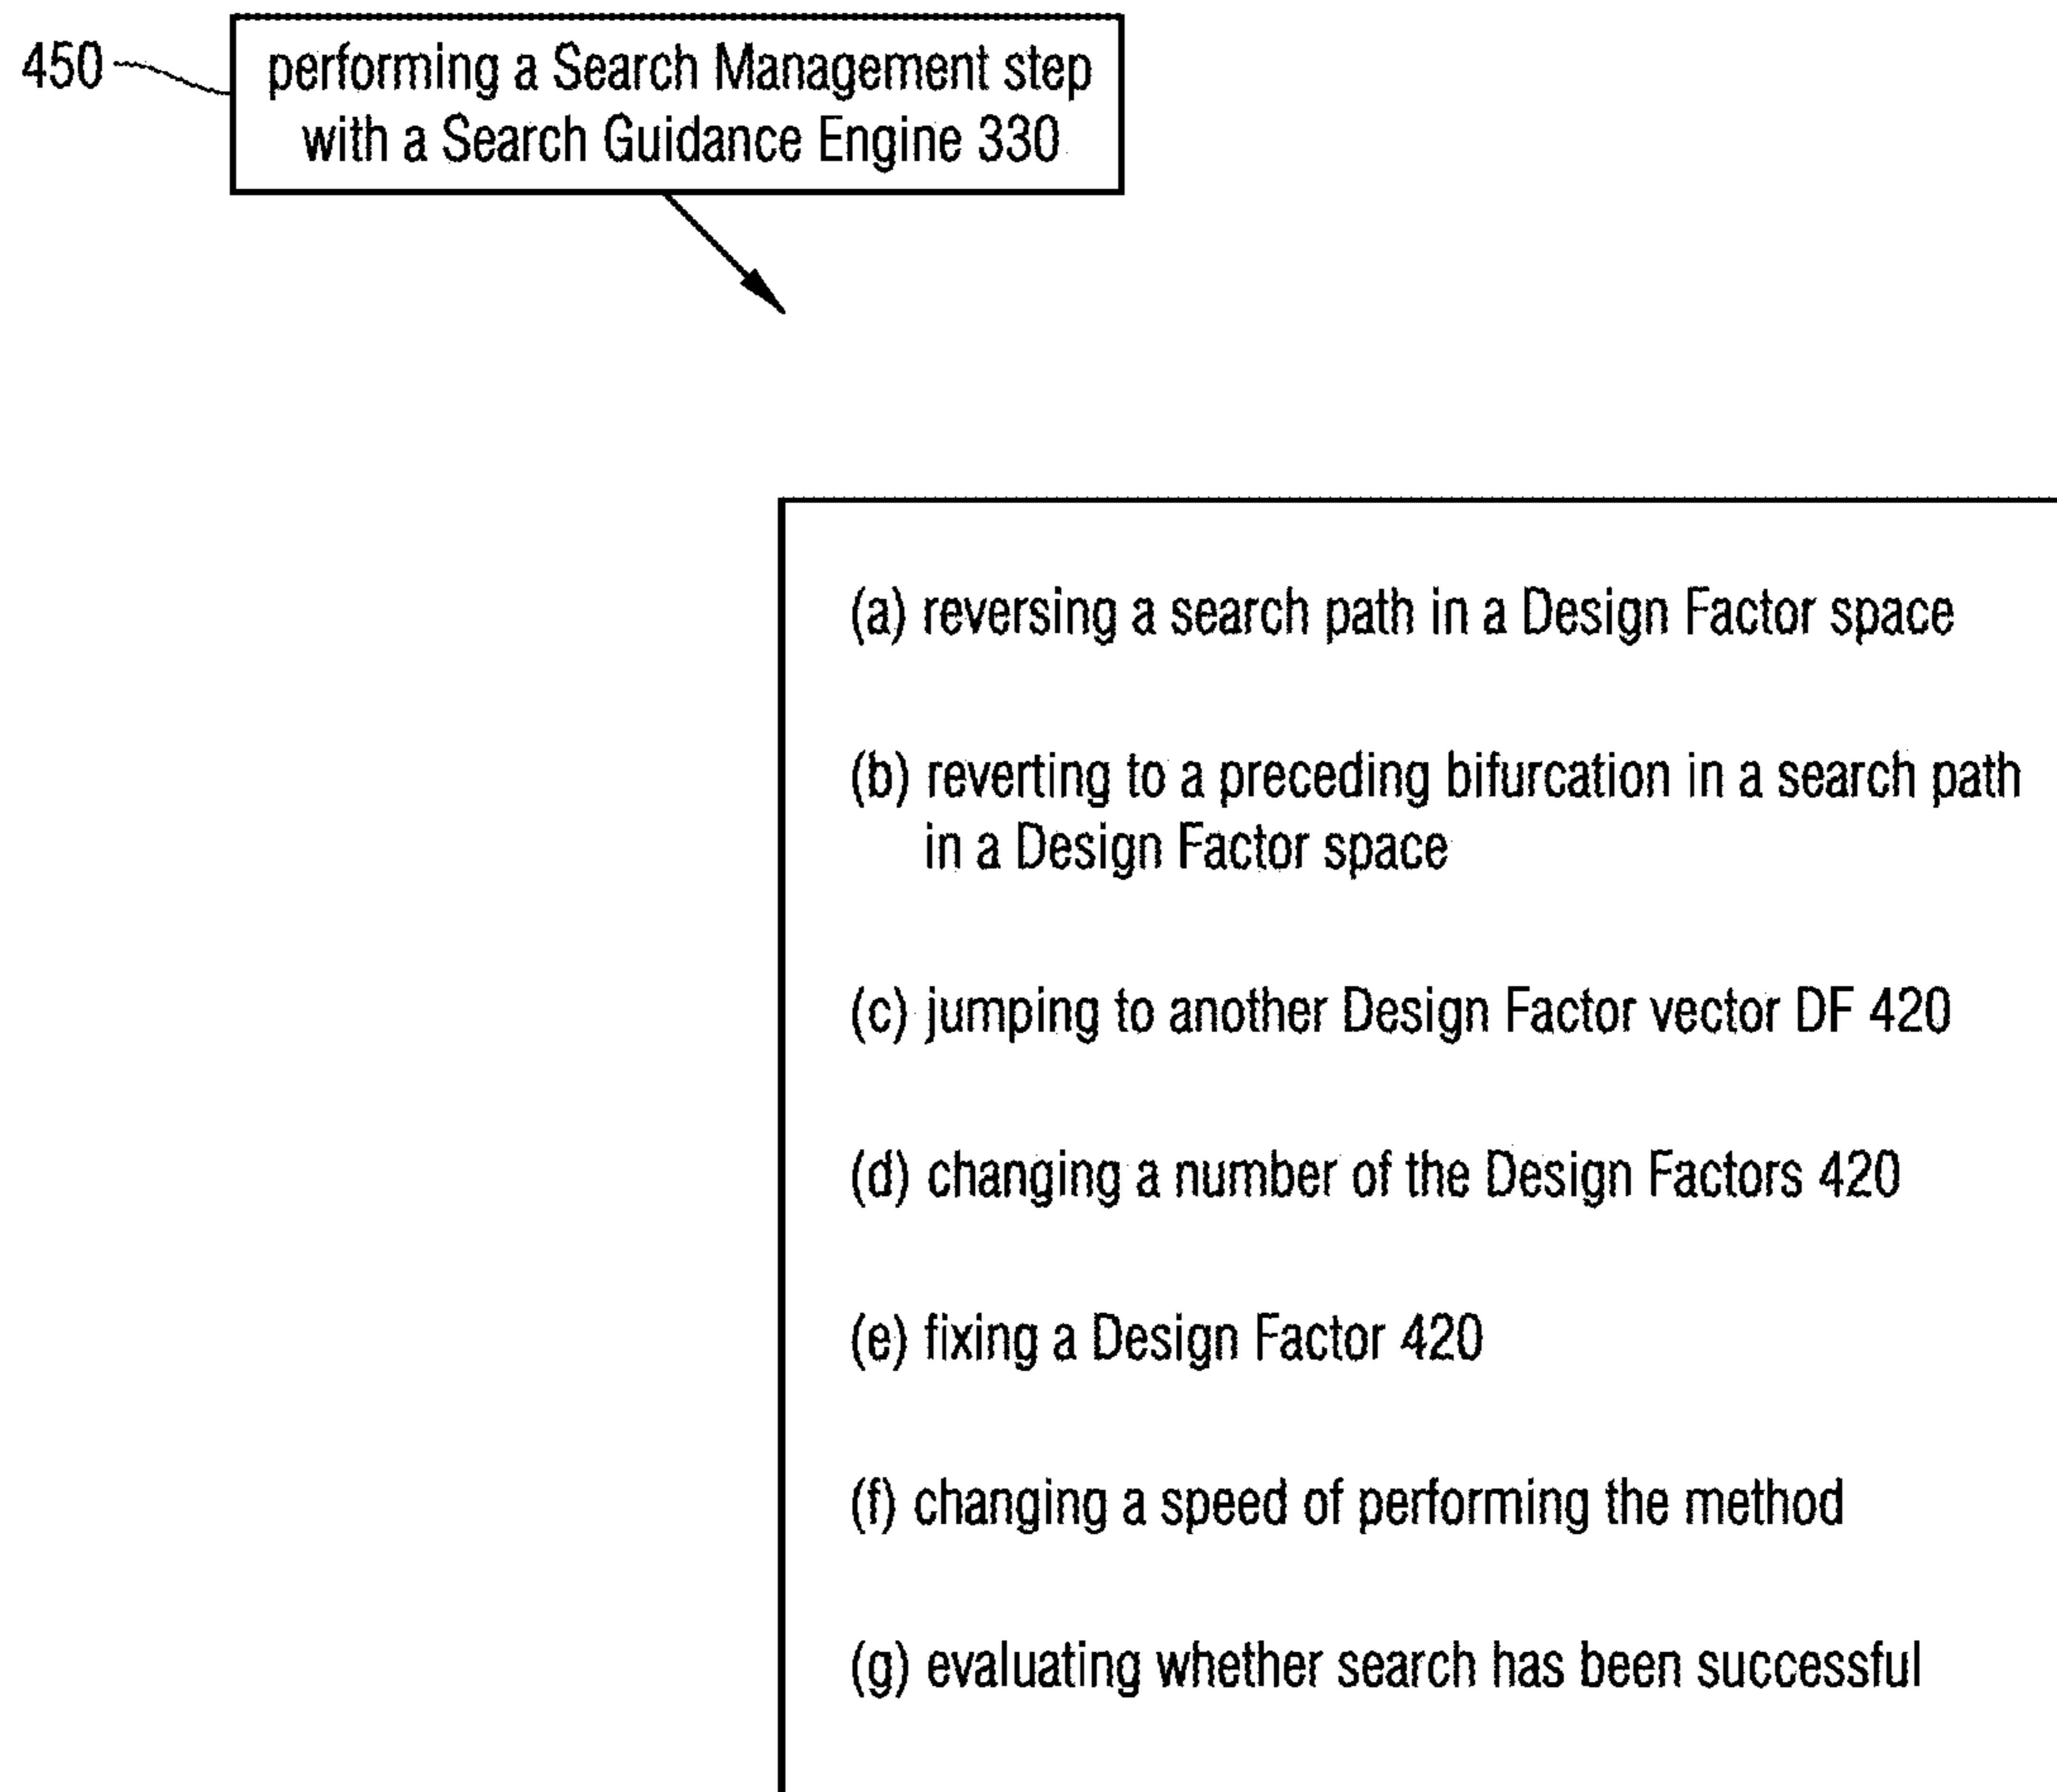 450
performing a Search Management step
with a Search Guidance Engine 330
(a) reversing a search path in a Design Factor space
(b) reverting to a preceding bifurcation in a search path
in a Design Factor space
(c) jumping to another Design Factor vector DF 420
(d) changing a number of the Design Factors 420
(e) fixing a Design Factor 420
(f) changing a speed of performing the method
(g) evaluating whether search has been successful